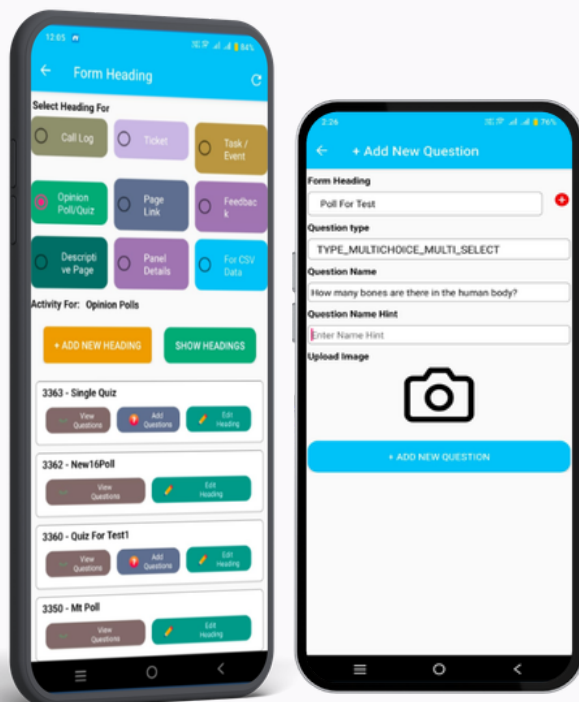 12:05
84%
Form Heading
Select Heading For
Call Log
Ticket
Task /
Event
Opinion
Poll/Quiz
Page
Link
Feedbac
k
Descripti
ve Page
Panel
Details
For CSV
Data
Activity For: Opinion Polls
+ ADD NEW HEADING
SHOW HEADINGS
3363 - Single Quiz
View
Questions
Add
Questions
Edit
Heading
3362 - New16Poll
View
Questions
Edit
Heading
3360 - Quiz For Test1
View
Questions
Add
Questions
Edit
Heading
3350 - Mt Poll
View
Questions
Edit
Heading
2:26
76%
+ Add New Question
Form Heading
Poll For Test
Question type
TYPE_MULTICHOICE_MULTI_SELECT
Question Name
How many bones are there in the human body?
Question Name Hint
Enter Name Hint
Upload Image
+ ADD NEW QUESTION